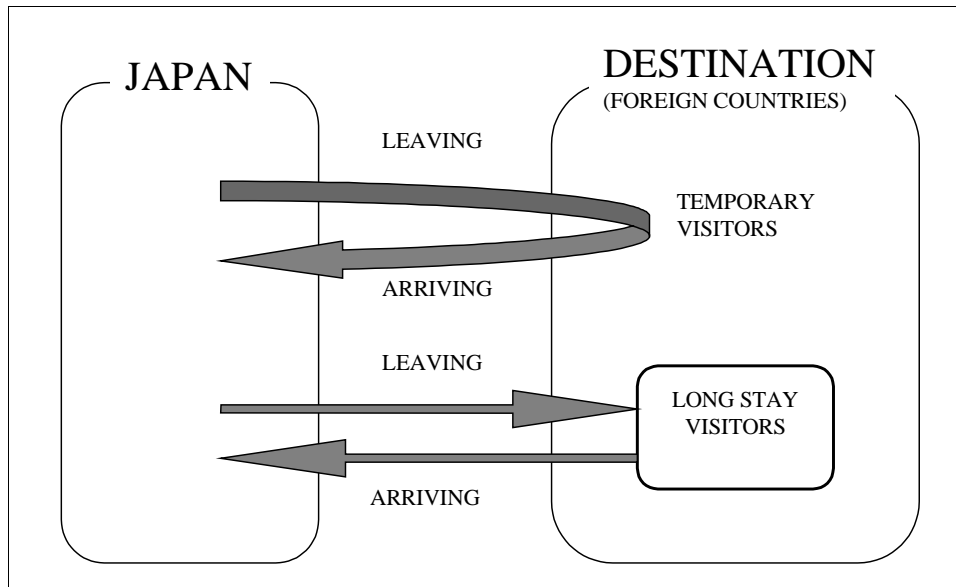 JAPAN
DESTINATION
(FOREIGN COUNTRIES)
LEAVING
TEMPORARY
VISITORS
ARRIVING
LEAVING
LONG STAY
VISITORS
ARRIVING